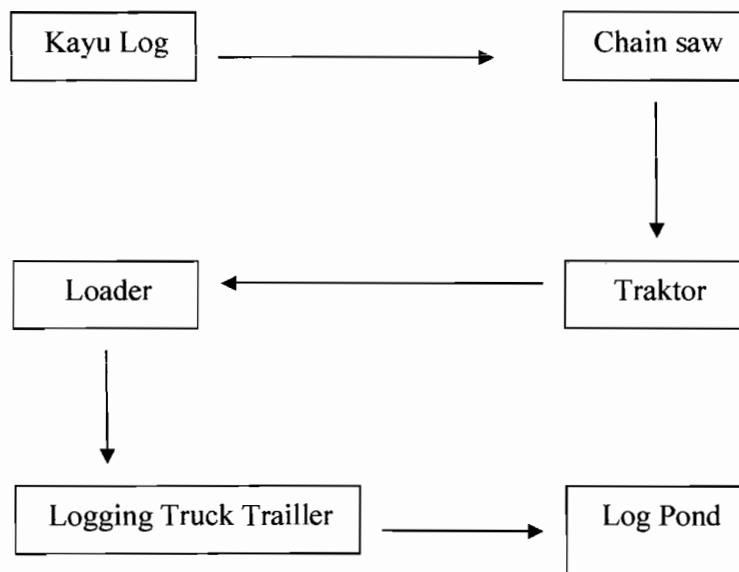 Kayu Log
Chain saw
Loader
Traktor
Logging Truck Trailler
Log Pond